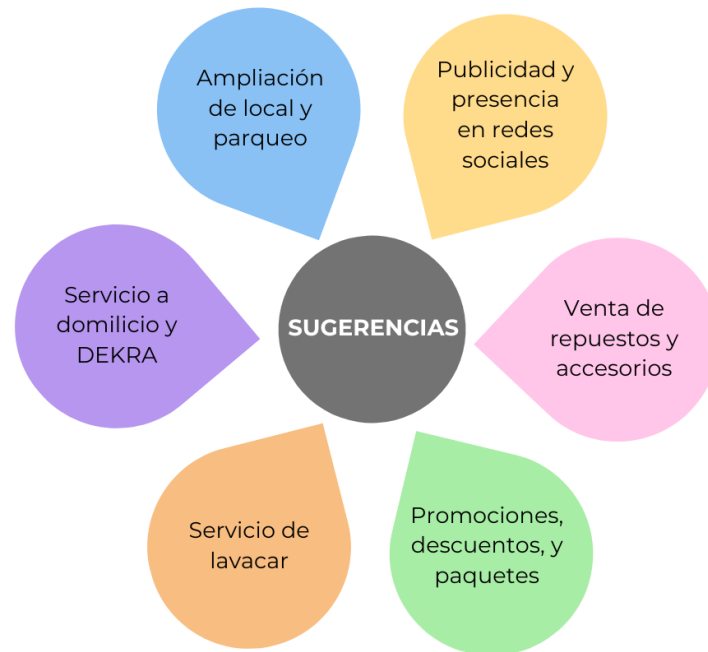 Ampliación
de local y
parqueo
Publicidad y
presencia
en redes
sociales
Servicio a
domilicio y
DEKRA
SUGERENCIAS
Venta de
repuestos y
accesorios
Servicio de
lavacar
Promociones,
descuentos, y
paquetes